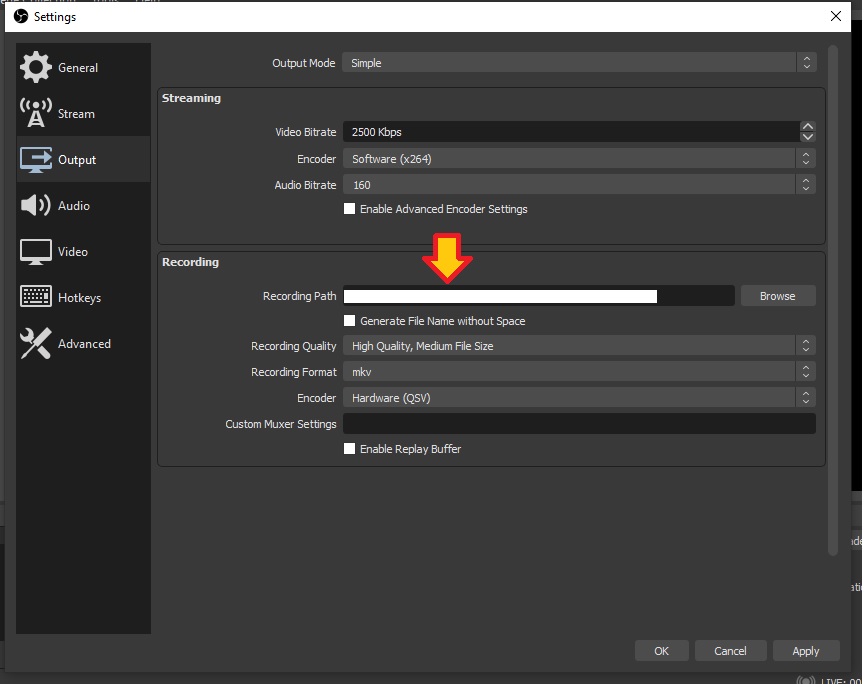 Settings
General
Stream
Output
Audio
Video
Hotkeys
Advanced
Output Mode Simple
Streaming
Video Bitrate 2500 Kbps
Encoder Software (x264)
Audio Bitrate 160
Enable Advanced Encoder Settings
Recording
Recording Path Browse
Generate File Name without Space
Recording Quality High Quality, Medium File Size
Recording Format mkv
Encoder Hardware (QSV)
Custom Muxer Settings
Enable Replay Buffer
OK Cancel Apply
LIVE: 00